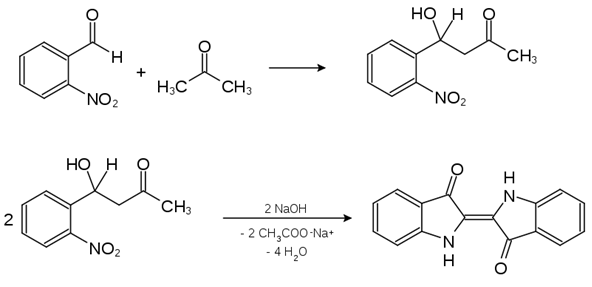 O
H
NO₂
+
O
H₃C CH₃
HO H O
CH₃
NO₂
2
HO H O
CH₃
NO₂
2 NaOH
- 2 CH₃COO-Na+
- 4 H₂O
O
N
H
H
N
O